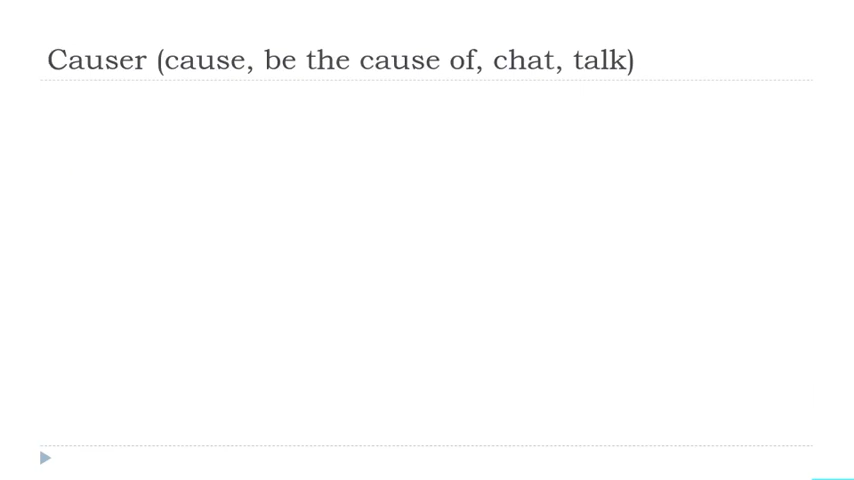 Causer (cause, be the cause of, chat, talk)